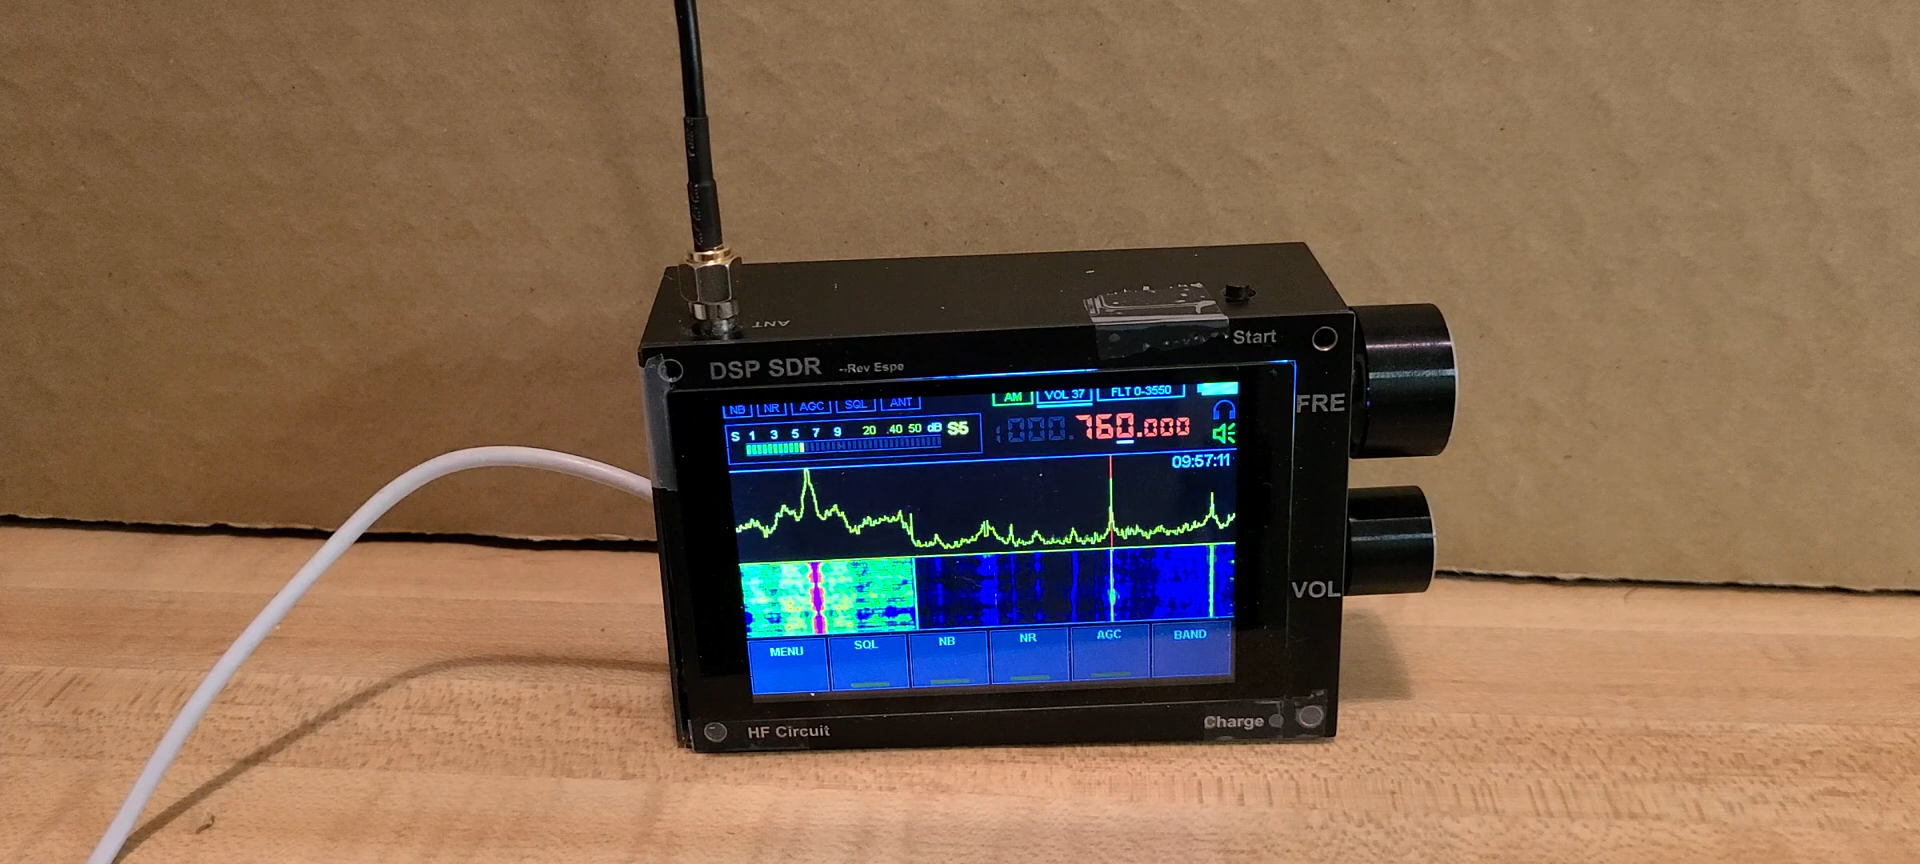 ANT
Start
DSP SDR --Rev Espe
NB NR AGC SQL ANT AM VOL 37 FLT 0-3550
S 1 3 5 7 9 20 .40 50 dB S5
000.760.000
FRE
09:57:11
VOL
MENU SQL NB NR AGC BAND
HF Circuit
Charge